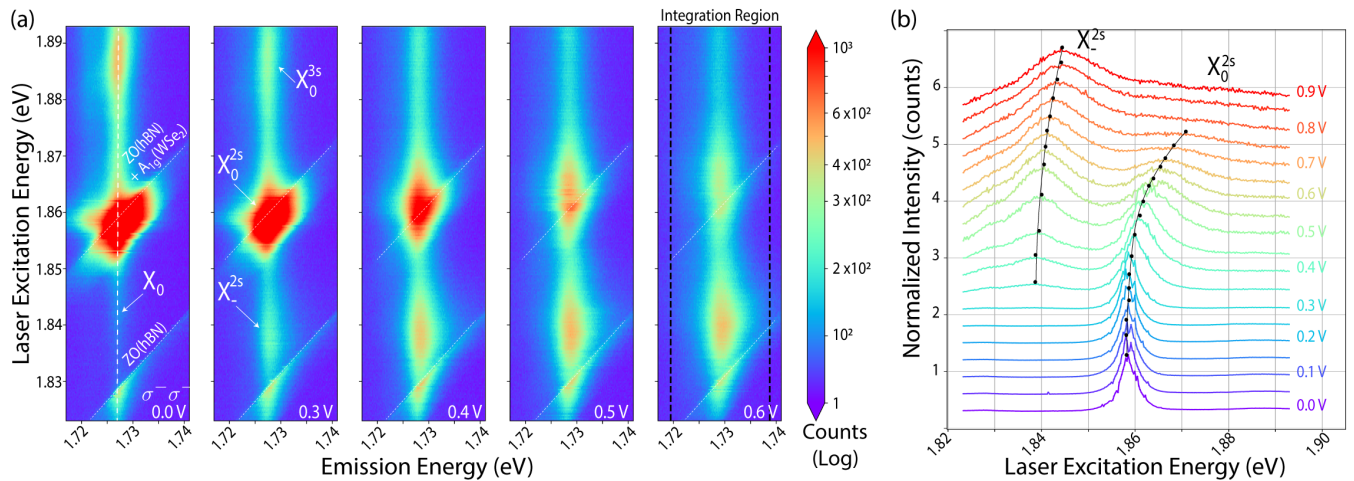 (a)
Integration Region
(b)
Laser Excitation Energy (eV)
1.89
1.88
1.87
1.86
1.85
1.84
1.83
ZO(hBN)
+ A₁g(WSe₂)
X₀
ZO(hBN)
σ⁻ σ⁻
0.0 V
X₀³ˢ
X₀²ˢ
X₋²ˢ
0.3 V
0.4 V
0.5 V
0.6 V
1.72
1.73
1.74
1.72
1.73
1.74
1.72
1.73
1.74
1.72
1.73
1.74
1.72
1.73
1.74
Emission Energy (eV)
10³
6x10²
4x10²
3x10²
2x10²
10²
1
Counts
(Log)
Normalized Intensity (counts)
6
5
4
3
2
1
X₋²ˢ
X₀²ˢ
0.9 V
0.8 V
0.7 V
0.6 V
0.5 V
0.4 V
0.3 V
0.2 V
0.1 V
0.0 V
1.82
1.84
1.86
1.88
1.90
Laser Excitation Energy (eV)